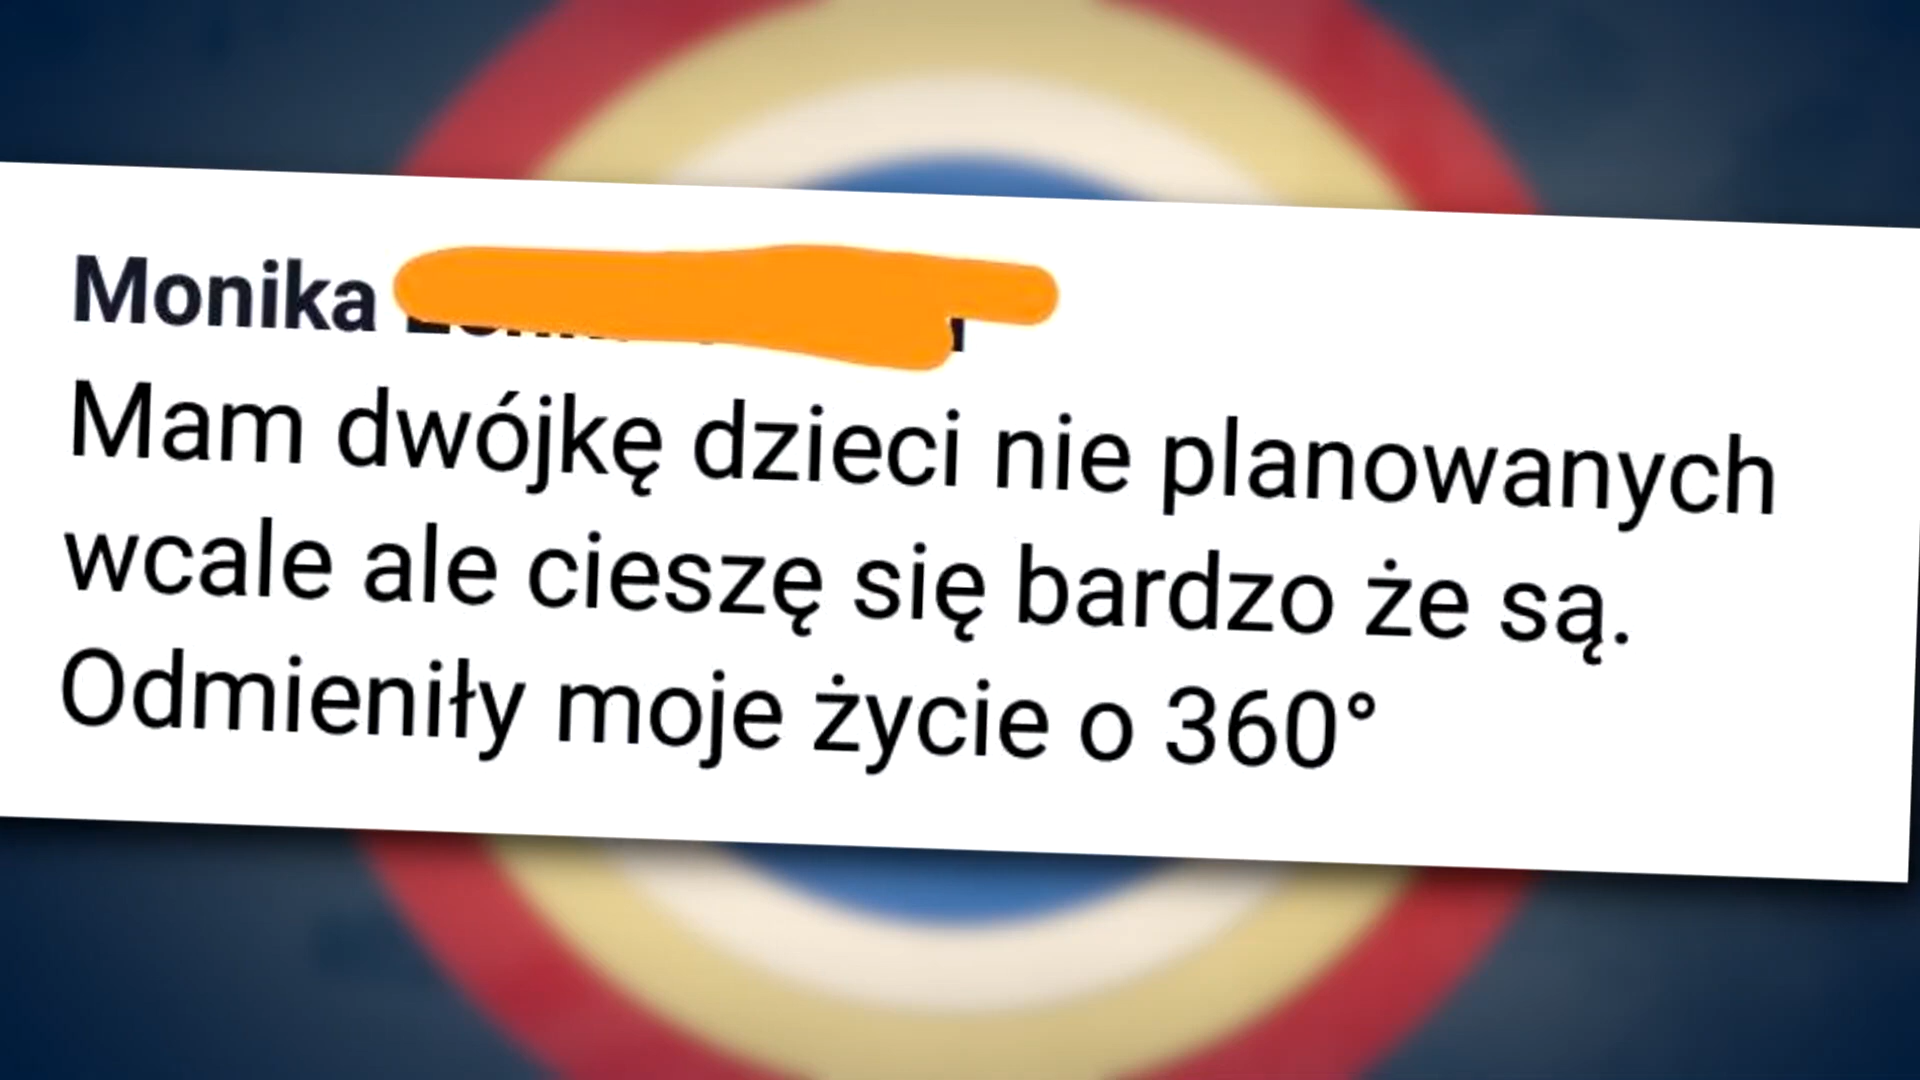 Monika
Mam dwójkę dzieci nie planowanych
wcale ale cieszę się bardzo że są.
Odmieniły moje życie o 360°